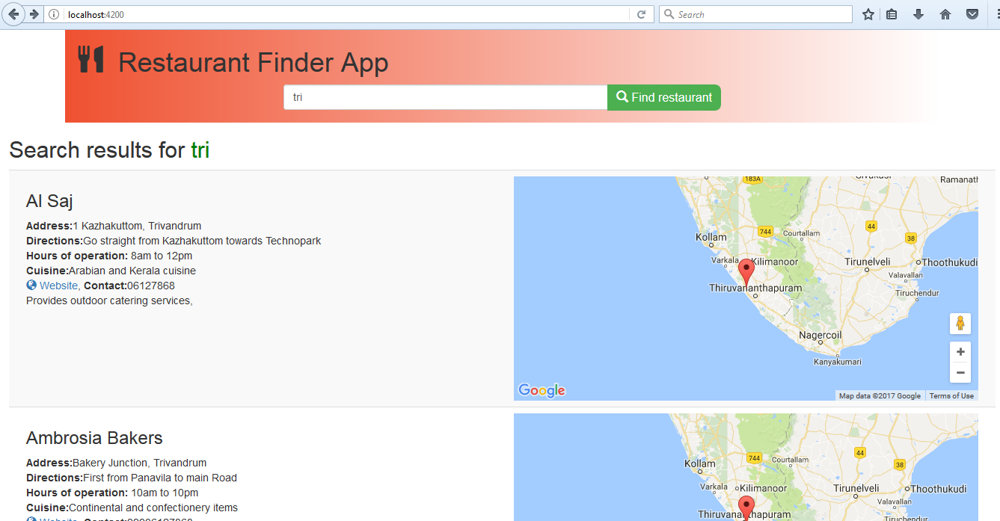 localhost:4200
Search
Restaurant Finder App
tri
Find restaurant
Search results for tri
Al Saj
Address:1 Kazhakuttom, Trivandrum
Directions:Go straight from Kazhakuttom towards Technopark
Hours of operation: 8am to 12pm
Cuisine:Arabian and Kerala cuisine
Website, Contact:06127868
Provides outdoor catering services,
183A
Ramanath
744
Courtallam
44
38
Kollam
Varkala
Kilimanoor
Tirunelveli
Thoothukudi
Valavallan
Thiruvananthapuram
Tiruchendur
Nagercoil
Kanyakumari
Google
Map data ©2017 Google
Terms of Use
Ambrosia Bakers
Address:Bakery Junction, Trivandrum
Directions:First from Panavila to main Road
Hours of operation: 10am to 10pm
Cuisine:Continental and confectionery items
Website, Contact:
744
Courtallam
44
38
Kollam
Varkala
Kilimanoor
Tirunelveli
Thoothukudi
Valavallan
Thiruvananthapuram
Tiruchendur